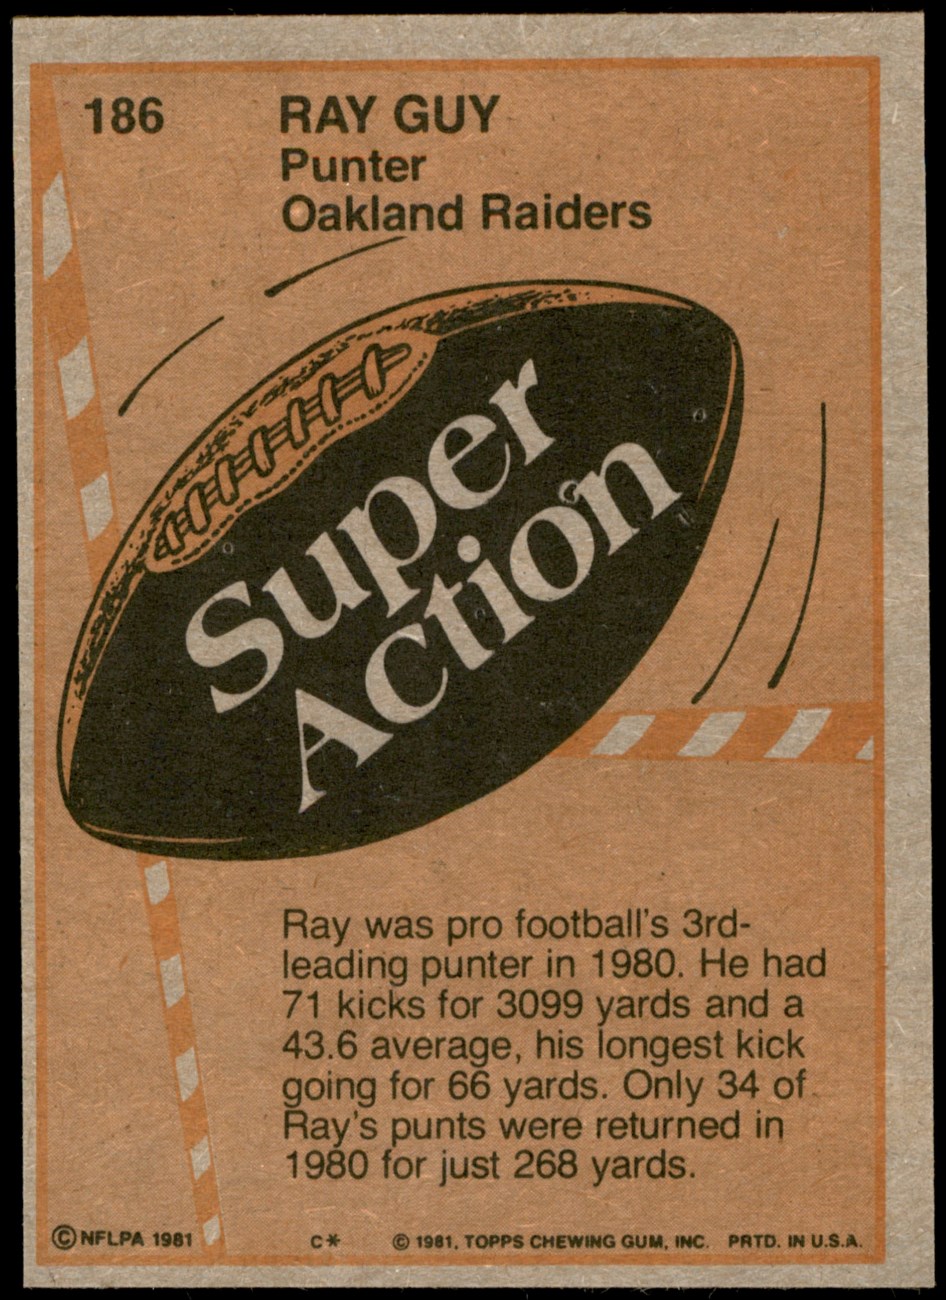 186
RAY GUY
Punter
Oakland Raiders
Super
Action
Ray was pro football's 3rd-
leading punter in 1980. He had
71 kicks for 3099 yards and a
43.6 average, his longest kick
going for 66 yards. Only 34 of
Ray's punts were returned in
1980 for just 268 yards.
©NFLPA 1981 C* © 1981, TOPPS CHEWING GUM, INC. PRTD. IN U.S.A.